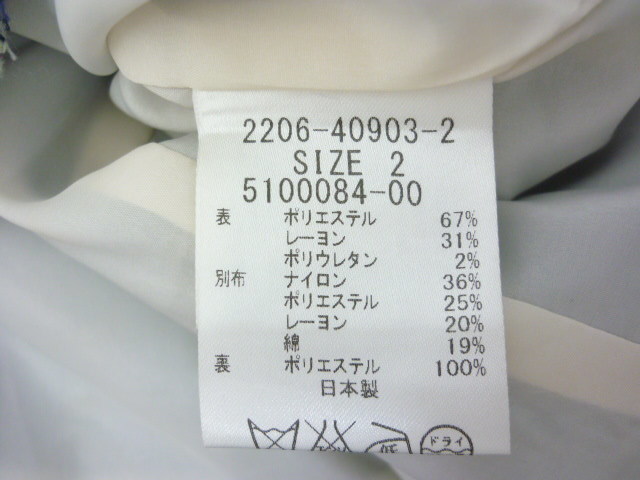 2206-40903-2
SIZE 2
5100084-00
表 ポリエステル 67%
レーヨン 31%
ポリウレタン 2%
別布 ナイロン 36%
ポリエステル 25%
レーヨン 20%
綿 19%
裏 ポリエステル 100%
日本製
低 ドライ